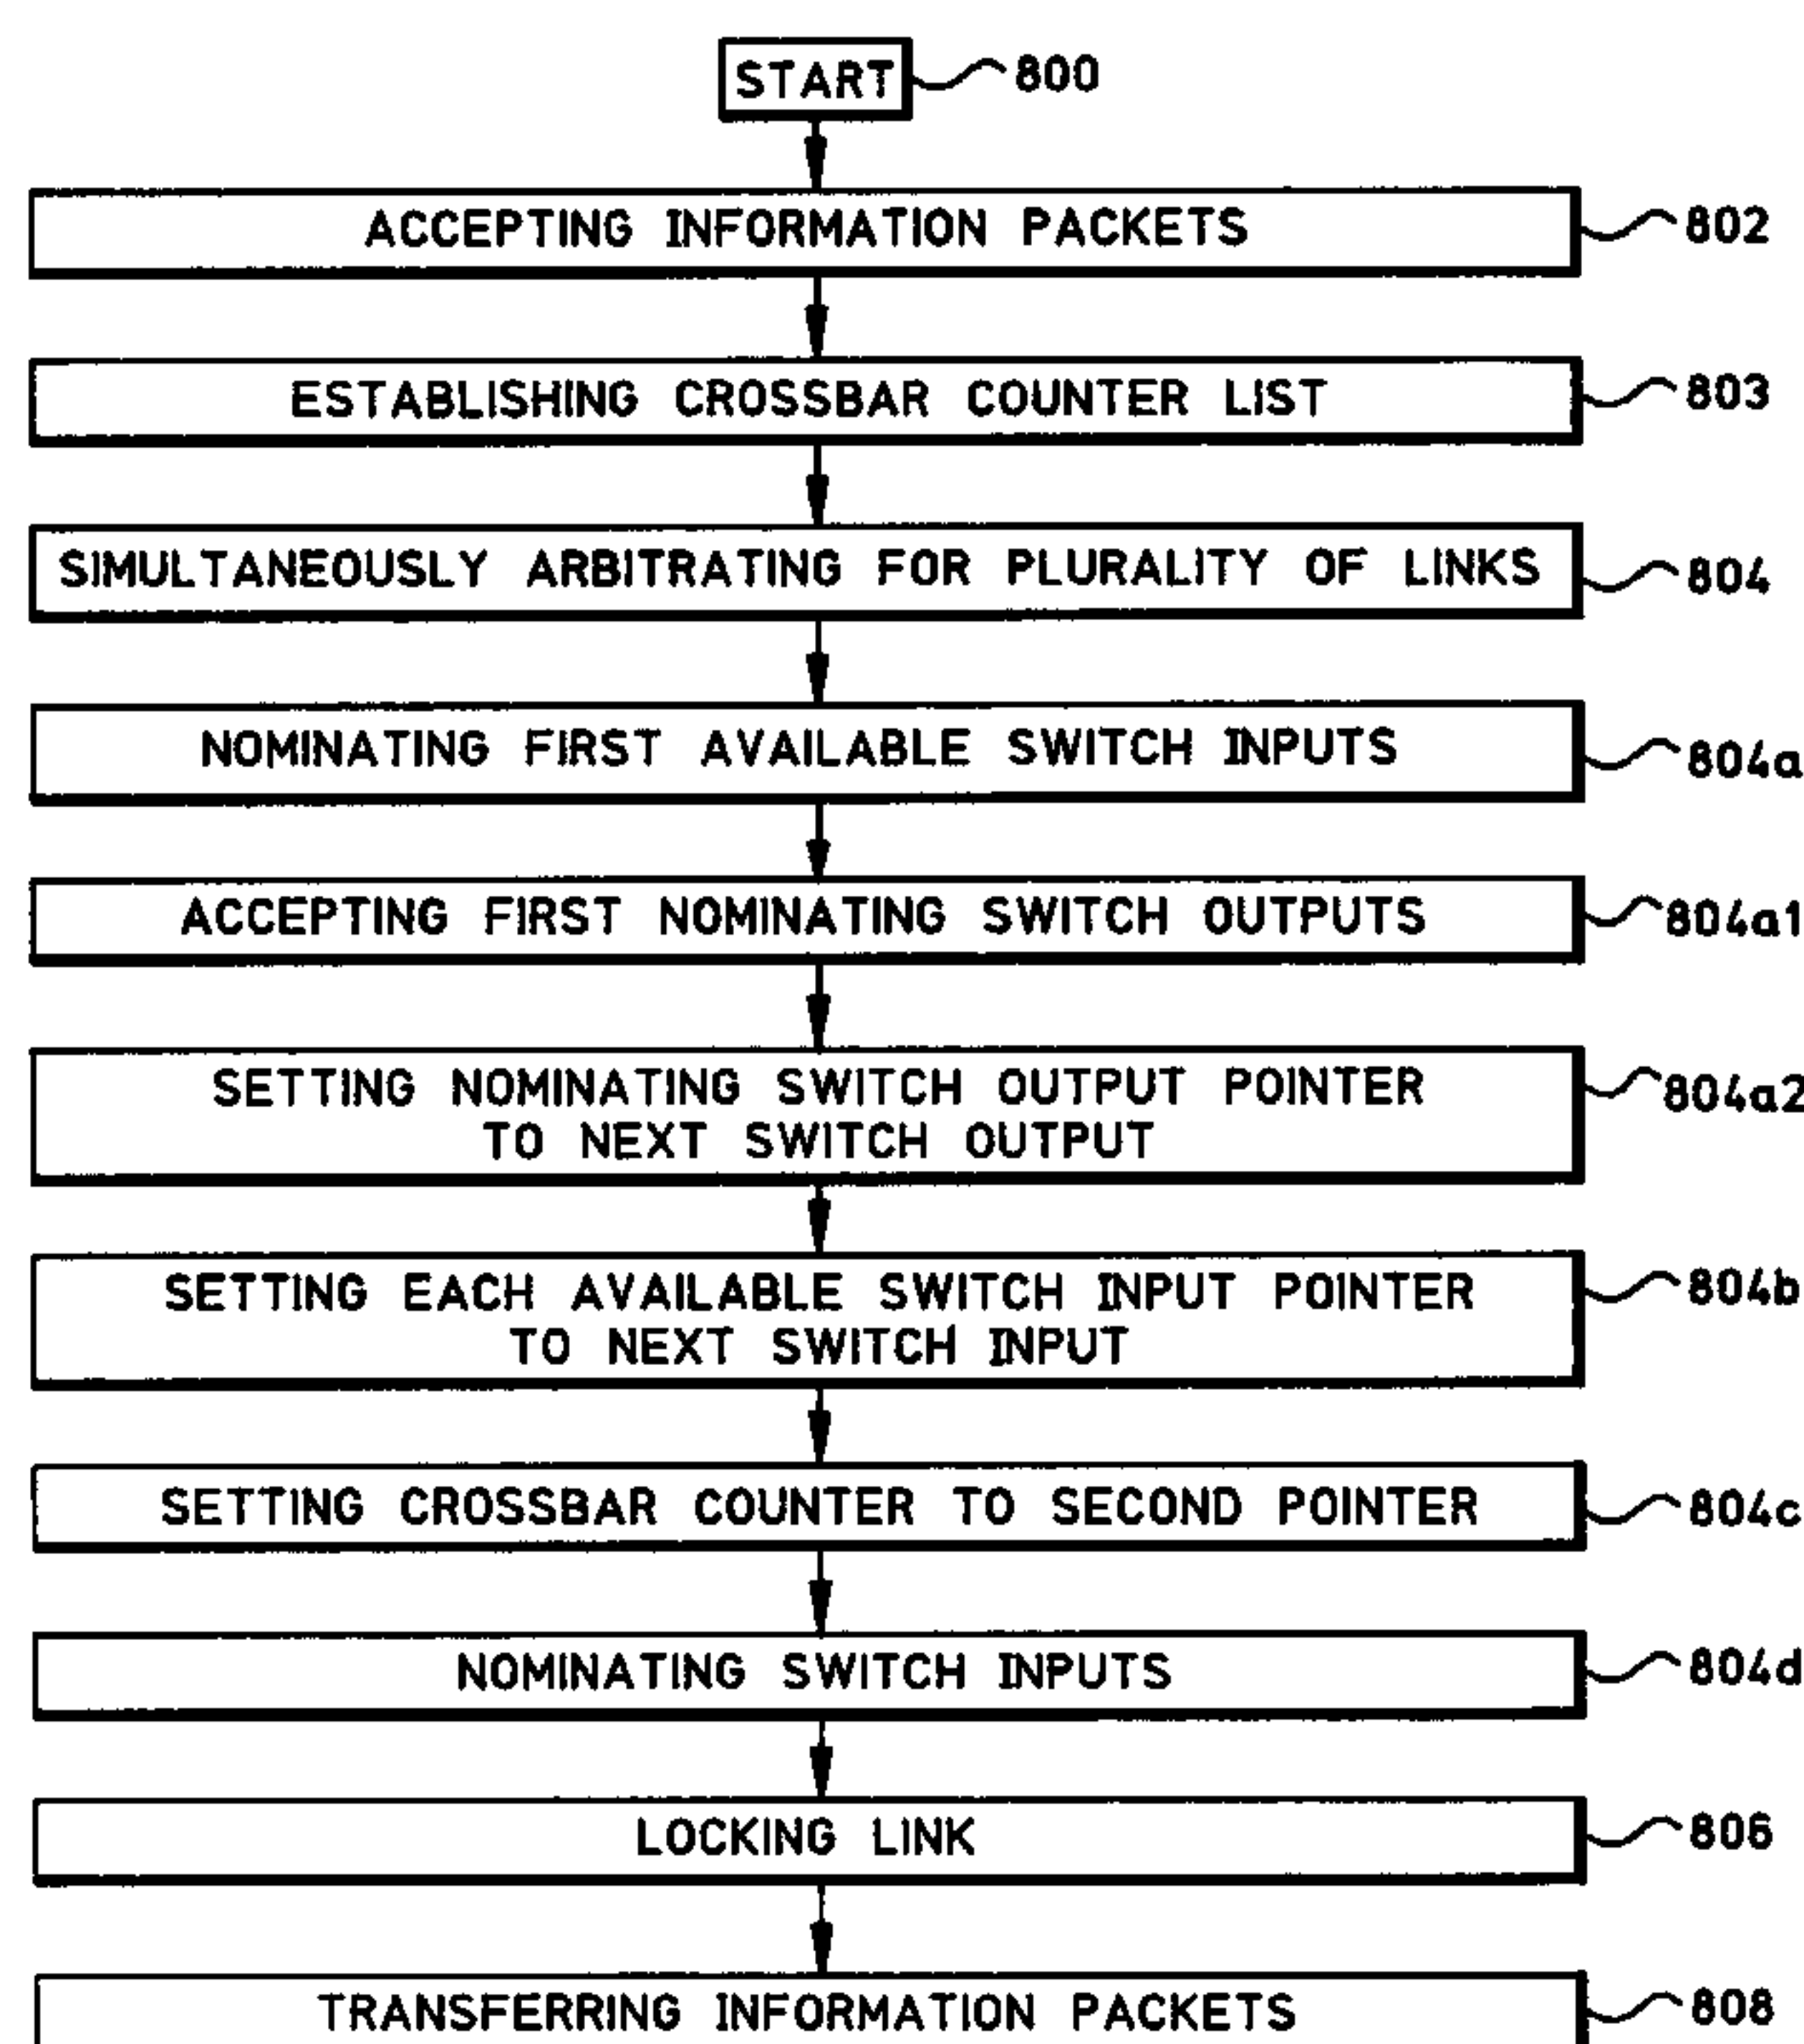 START 800
ACCEPTING INFORMATION PACKETS 802
ESTABLISHING CROSSBAR COUNTER LIST 803
SIMULTANEOUSLY ARBITRATING FOR PLURALITY OF LINKS 804
NOMINATING FIRST AVAILABLE SWITCH INPUTS 804a
ACCEPTING FIRST NOMINATING SWITCH OUTPUTS 804a1
SETTING NOMINATING SWITCH OUTPUT POINTER 804a2
TO NEXT SWITCH OUTPUT
SETTING EACH AVAILABLE SWITCH INPUT POINTER 804b
TO NEXT SWITCH INPUT
SETTING CROSSBAR COUNTER TO SECOND POINTER 804c
NOMINATING SWITCH INPUTS 804d
LOCKING LINK 806
TRANSFERRING INFORMATION PACKETS 808